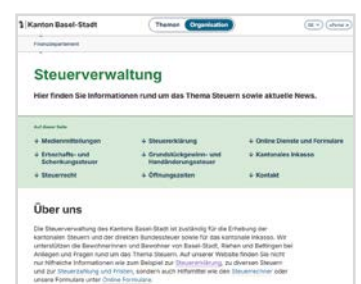 Kanton Basel-Stadt
Themen Organisation
Finanzdepartement
Steuerverwaltung
Hier finden Sie Informationen rund um das Thema Steuern sowie aktuelle News.
Auf dieser Seite
↓ Medienmitteilungen
↓ Steuererklärung
↓ Online Dienste und Formulare
↓ Erbschafts- und Schenkungssteuer
↓ Grundstückgewinn- und Handänderungssteuer
↓ Kantonales Inkasso
↓ Steuerrecht
↓ Öffnungszeiten
↓ Kontakt
Über uns
Die Steuerverwaltung des Kantons Basel-Stadt ist zuständig für die Erhebung der
kantonalen Steuern und der direkten Bundessteuer sowie für das kantonale Inkasso. Wir
unterstützen die Bewohnerinnen und Bewohner von Basel-Stadt, Riehen und Bettingen bei
Anliegen und Fragen rund um das Thema Steuern. Auf unserer Website finden Sie nicht
nur hilfreiche Informationen wie zum Beispiel zur Steuererklärung, zu diversen Steuern
und zur Steuerzahlung und Fristen, sondern auch Hilfsmittel wie den Steuerrechner oder
unsere Formulare unter Online Formulare.